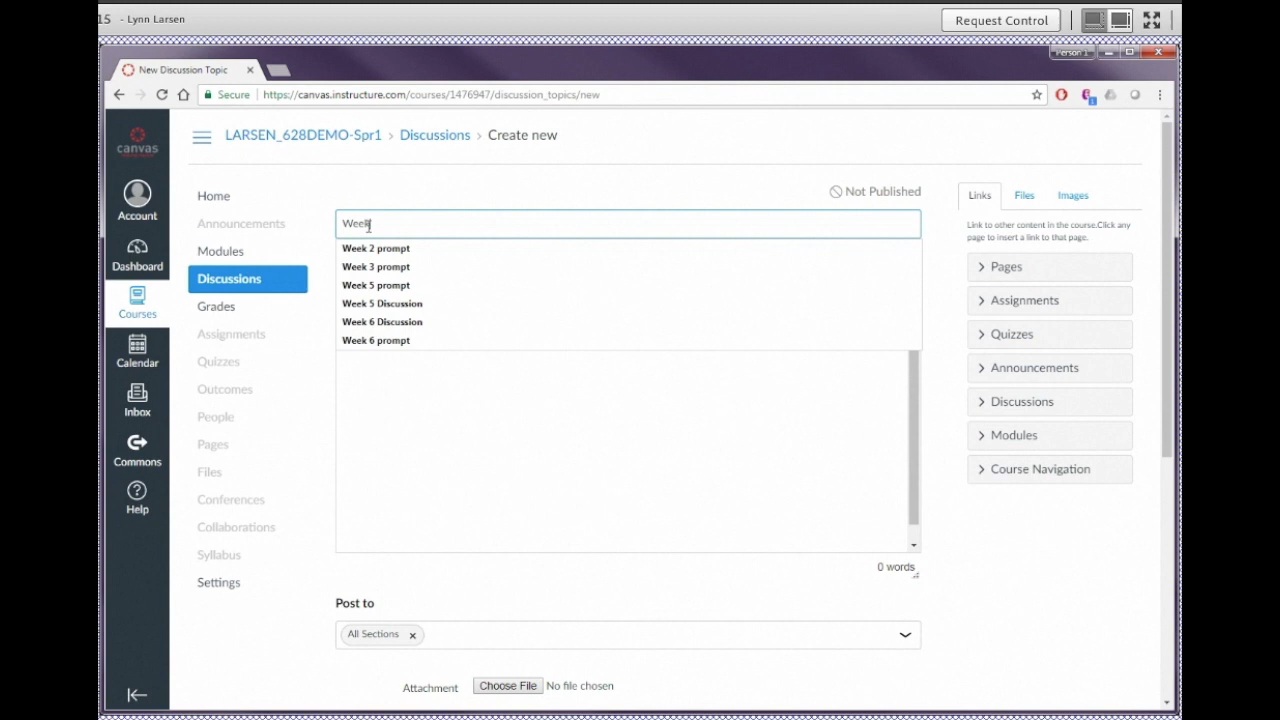 15 - Lynn Larsen
Request Control
Person 1
New Discussion Topic
Secure https://canvas.instructure.com/courses/1476947/discussion_topics/new
canvas
LARSEN_628DEMO-Spr1 > Discussions > Create new
Account
Dashboard
Courses
Calendar
Inbox
Commons
Help
Home
Announcements
Modules
Discussions
Grades
Assignments
Quizzes
Outcomes
People
Pages
Files
Conferences
Collaborations
Syllabus
Settings
Not Published
Week
Week 2 prompt
Week 3 prompt
Week 5 prompt
Week 5 Discussion
Week 6 Discussion
Week 6 prompt
0 words
Post to
All Sections
Attachment Choose File No file chosen
Links Files Images
Link to other content in the course.Click any
page to insert a link to that page.
Pages
Assignments
Quizzes
Announcements
Discussions
Modules
Course Navigation